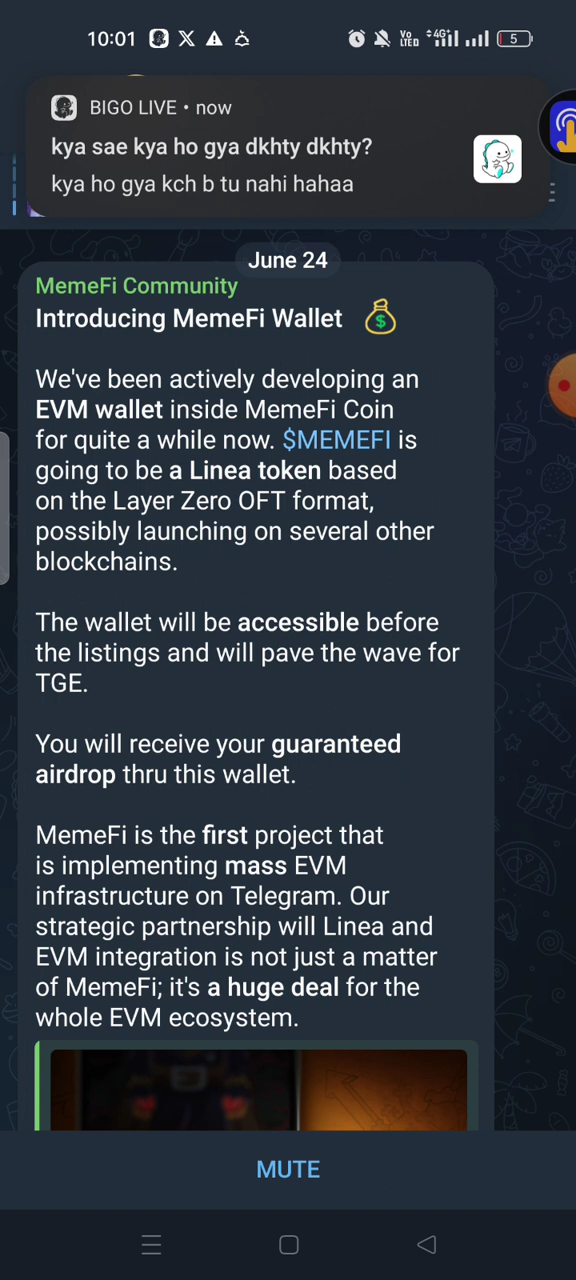 10:01
Vo
LTED
4G
5
BIGO LIVE • now
kya sae kya ho gya dkhty dkhty?
kya ho gya kch b tu nahi hahaa
June 24
MemeFi Community
Introducing MemeFi Wallet
We've been actively developing an
EVM wallet inside MemeFi Coin
for quite a while now. $MEMEFI is
going to be a Linea token based
on the Layer Zero OFT format,
possibly launching on several other
blockchains.
The wallet will be accessible before
the listings and will pave the wave for
TGE.
You will receive your guaranteed
airdrop thru this wallet.
MemeFi is the first project that
is implementing mass EVM
infrastructure on Telegram. Our
strategic partnership will Linea and
EVM integration is not just a matter
of MemeFi; it's a huge deal for the
whole EVM ecosystem.
MUTE